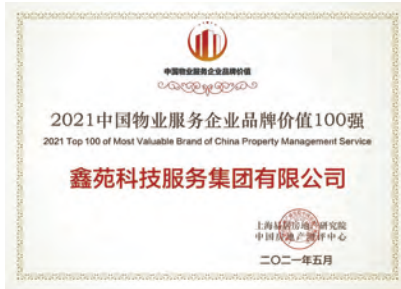 中国物业服务企业品牌价值
2021中国物业服务企业品牌价值100强
2021 Top 100 of Most Valuable Brand of China Property Management Service
鑫苑科技服务集团有限公司
上海易居房地产研究院
中国房地产测评中心
二〇二一年五月